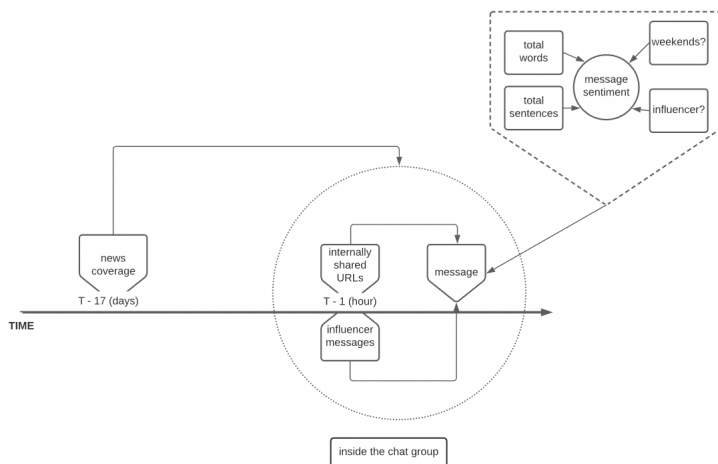 total
words
weekends?
message
sentiment
total
sentences
influencer?
news
coverage
internally
shared
URLs
message
T - 17 (days)
T - 1 (hour)
TIME
influencer
messages
inside the chat group